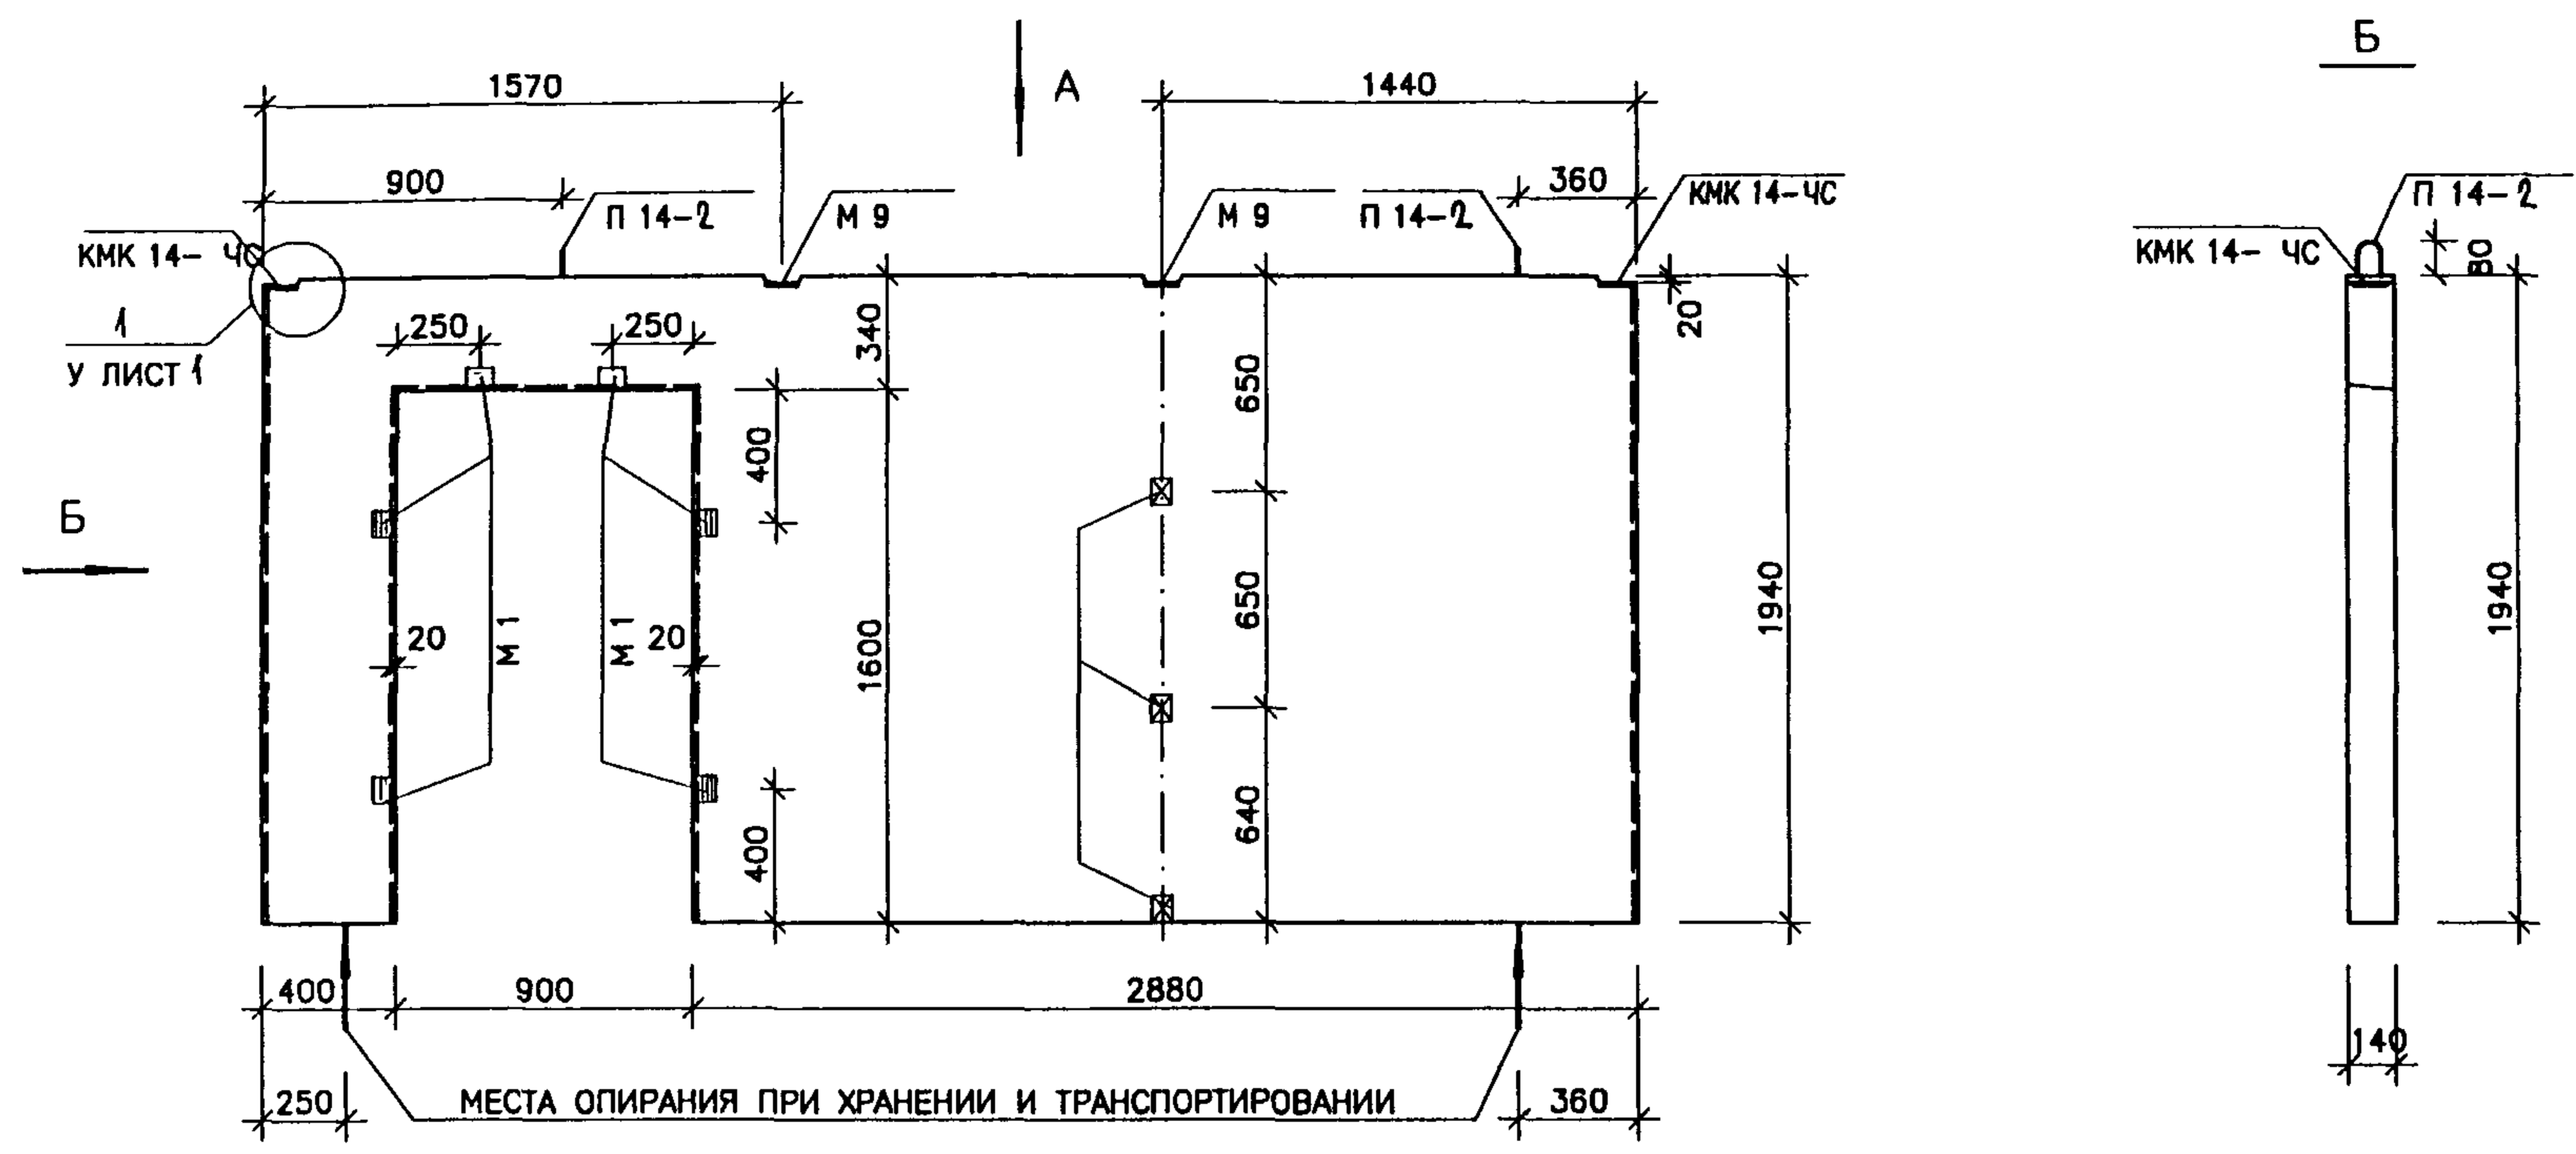 Б
1570
А
1440
900
П 14-2
М 9
М 9
П 14-2
360
КМК 14-ЧС
П 14-2
КМК 14- ЧС
КМК 14- ЧС
80
1
У ЛИСТ 1
250
250
340
650
20
400
Б
20
М 1
М 1
20
1600
650
1940
1940
400
640
400
900
2880
140
250
МЕСТА ОПИРАНИЯ ПРИ ХРАНЕНИИ И ТРАНСПОРТИРОВАНИИ
360